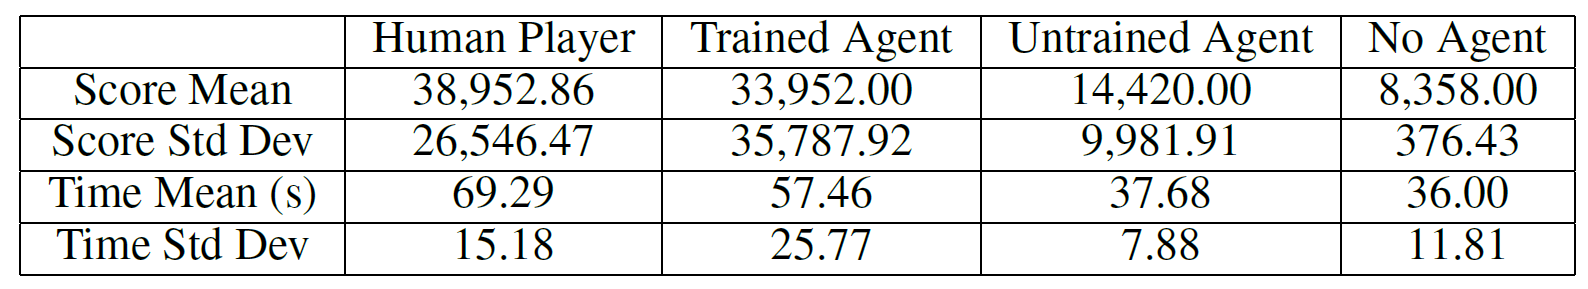 Human Player Trained Agent Untrained Agent No Agent
Score Mean 38,952.86 33,952.00 14,420.00 8,358.00
Score Std Dev 26,546.47 35,787.92 9,981.91 376.43
Time Mean (s) 69.29 57.46 37.68 36.00
Time Std Dev 15.18 25.77 7.88 11.81